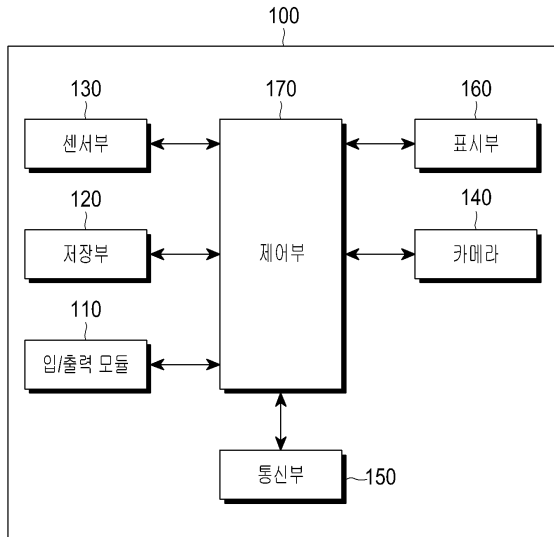 100
130
170
160
센서부
표시부
120
140
저장부
제어부
카메라
110
입/출력 모듈
통신부
150